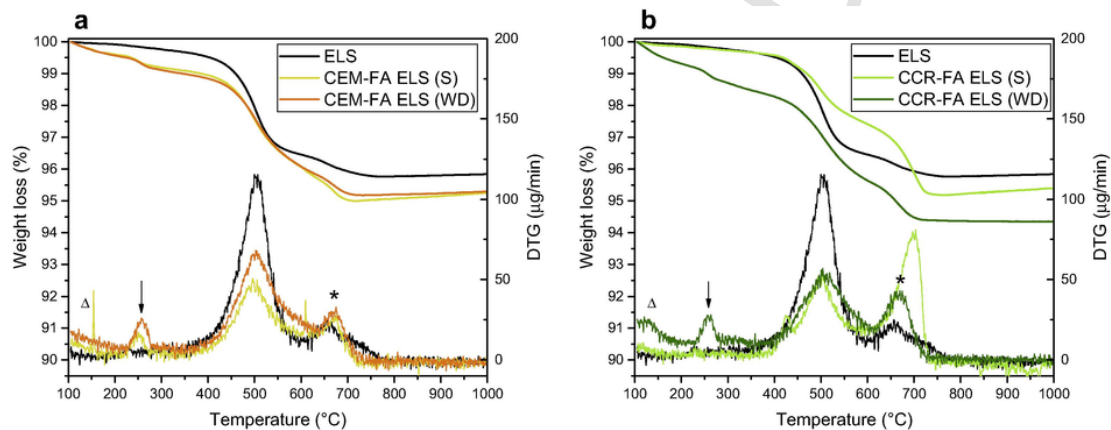 a
100
99
98
97
96
95
94
93
92
91
90
Weight loss (%)
ELS
CEM-FA ELS (S)
CEM-FA ELS (WD)
Δ
*
200
150
100
50
0
DTG (µg/min)
100 200 300 400 500 600 700 800 900 1000
Temperature (°C)
b
100
99
98
97
96
95
94
93
92
91
90
Weight loss (%)
ELS
CCR-FA ELS (S)
CCR-FA ELS (WD)
Δ
*
200
150
100
50
0
DTG (µg/min)
100 200 300 400 500 600 700 800 900 1000
Temperature (°C)